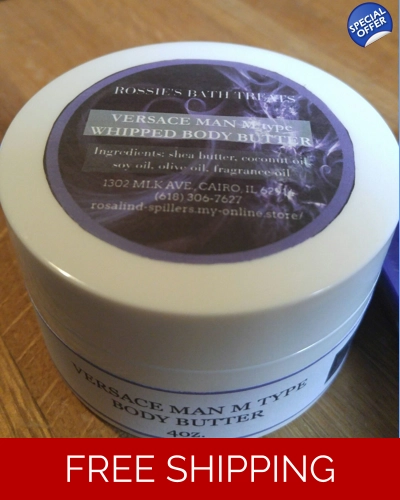 SPECIAL
OFFER
ROSSIE'S BATH TREATS
VERSACE MAN M type
WHIPPED BODY BUTTER
Ingredients: shea butter, coconut oil,
soy oil, olive oil, fragrance oil
1302 MLK AVE, CAIRO, IL
(618) 306-7627
rosalind-spillers.my-online.store/
VERSACE MAN M TYPE
BODY BUTTER
4oz.
FREE SHIPPING